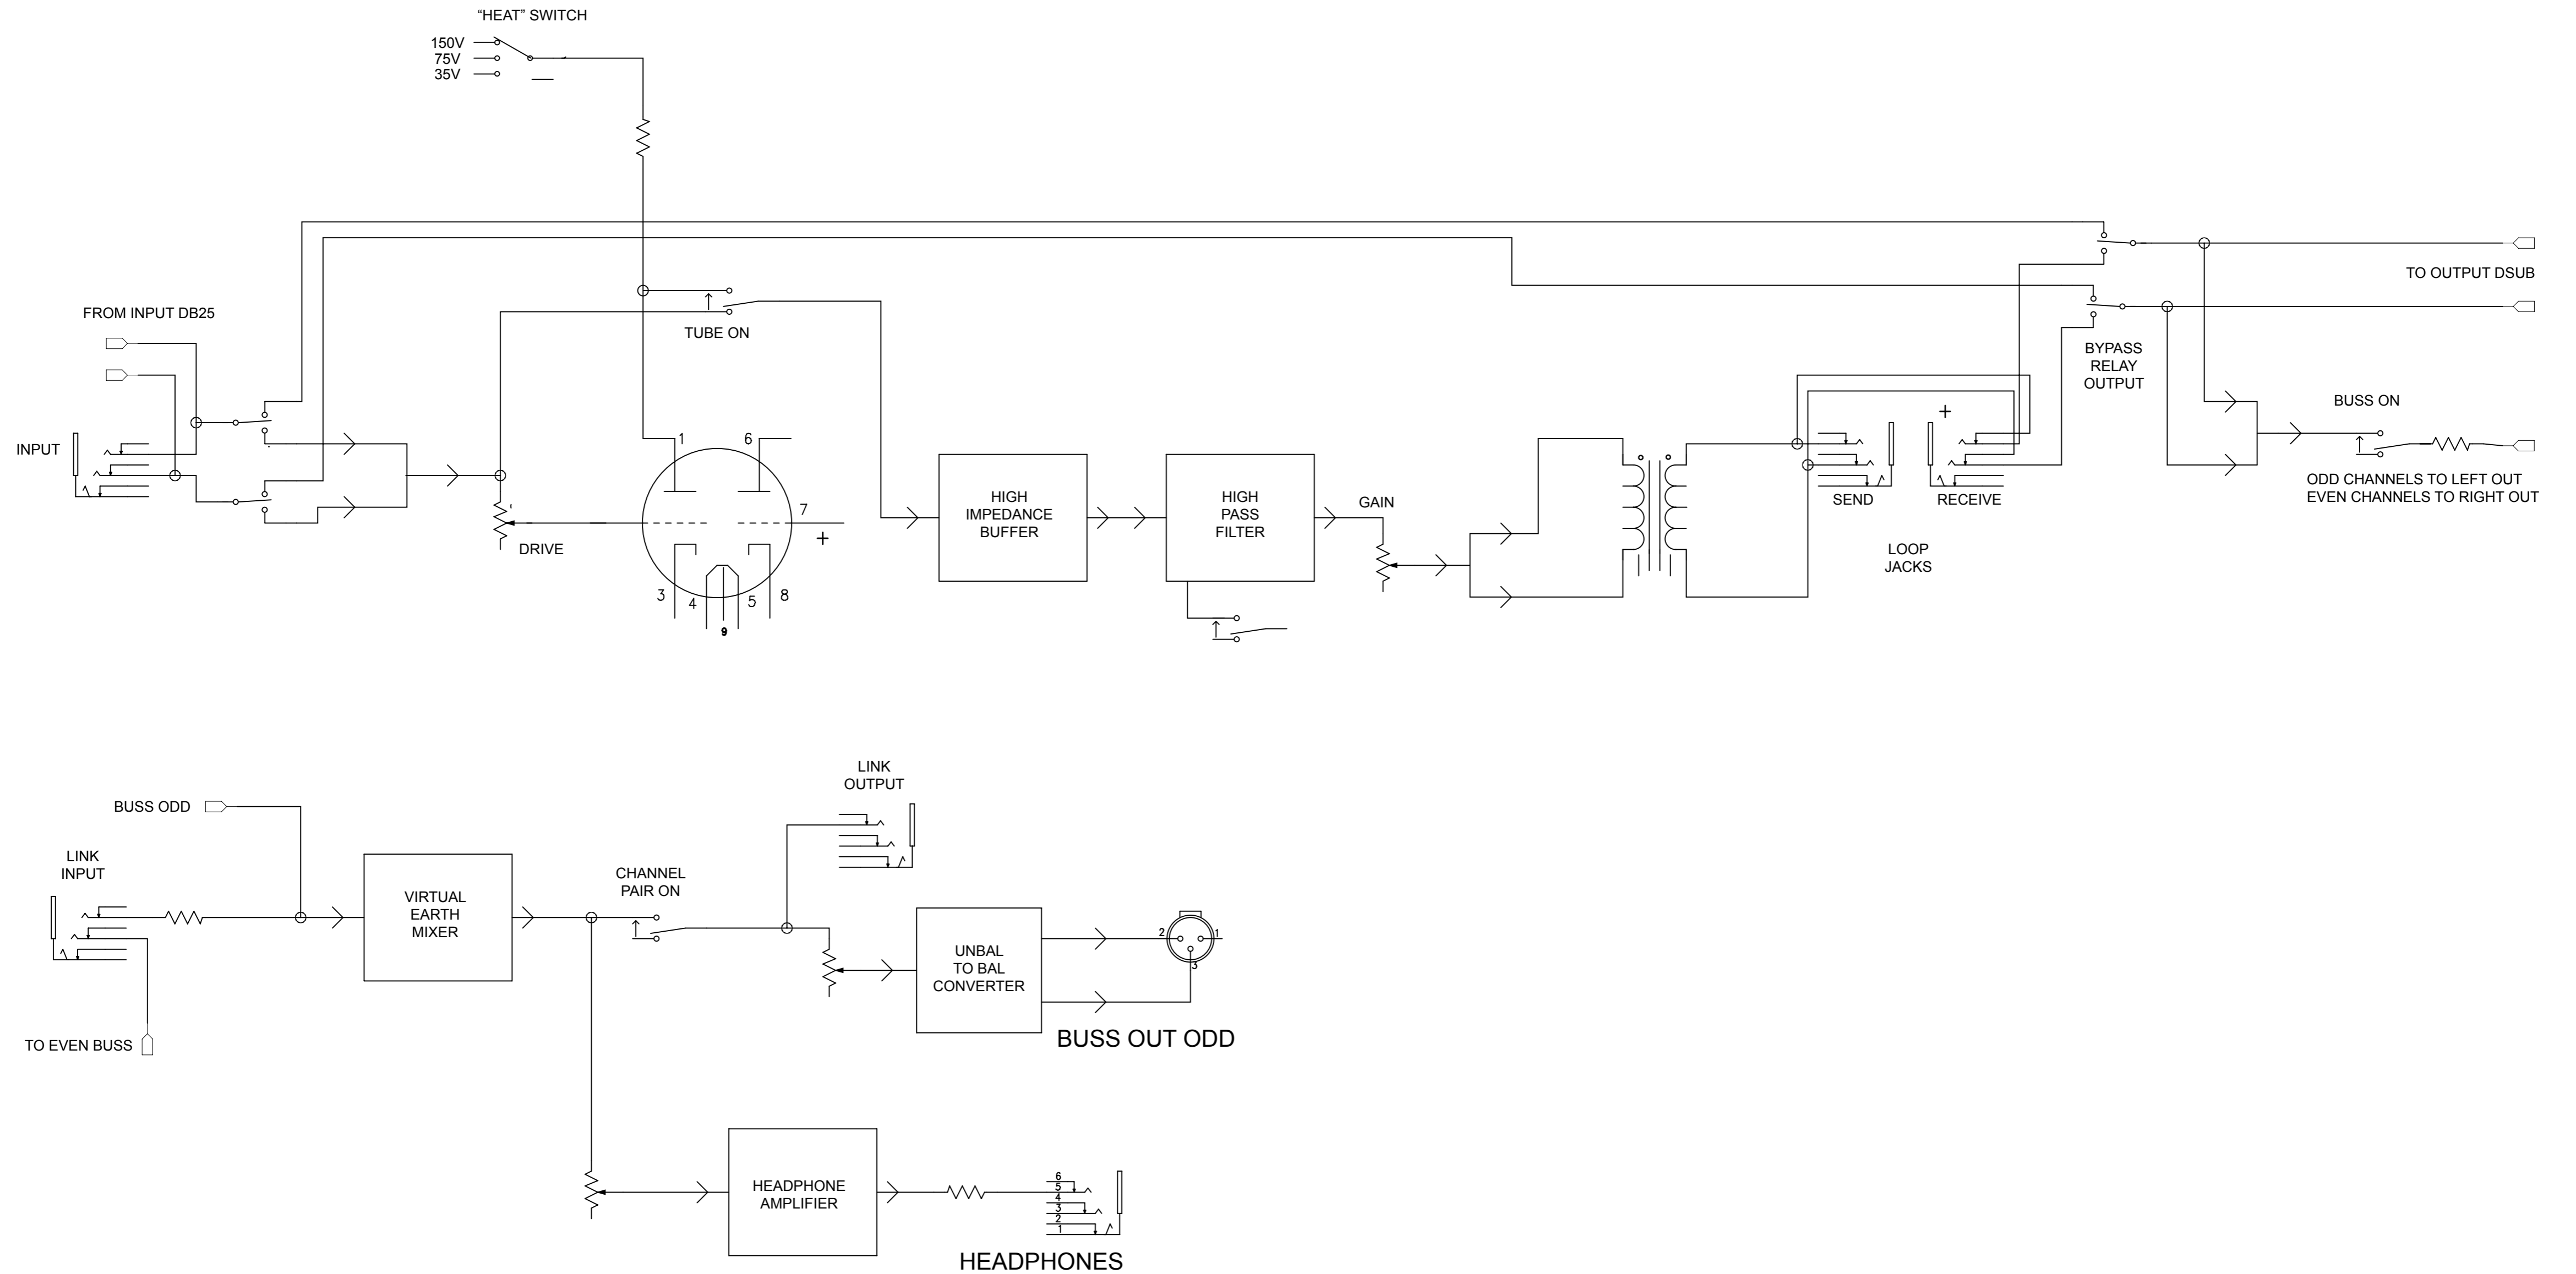 “HEAT” SWITCH
150V
75V
35V
TO OUTPUT DSUB
FROM INPUT DB25
TUBE ON
BYPASS
RELAY
OUTPUT
BUSS ON
INPUT
+
1
6
HIGH
IMPEDANCE
BUFFER
HIGH
PASS
FILTER
GAIN
SEND
RECEIVE
ODD CHANNELS TO LEFT OUT
EVEN CHANNELS TO RIGHT OUT
7
+
DRIVE
LOOP
JACKS
3
4
9
5
8
LINK
OUTPUT
BUSS ODD
LINK
INPUT
VIRTUAL
EARTH
MIXER
CHANNEL
PAIR ON
UNBAL
TO BAL
CONVERTER
2
1
3
TO EVEN BUSS
BUSS OUT ODD
HEADPHONE
AMPLIFIER
6
5
4
3
2
1
HEADPHONES